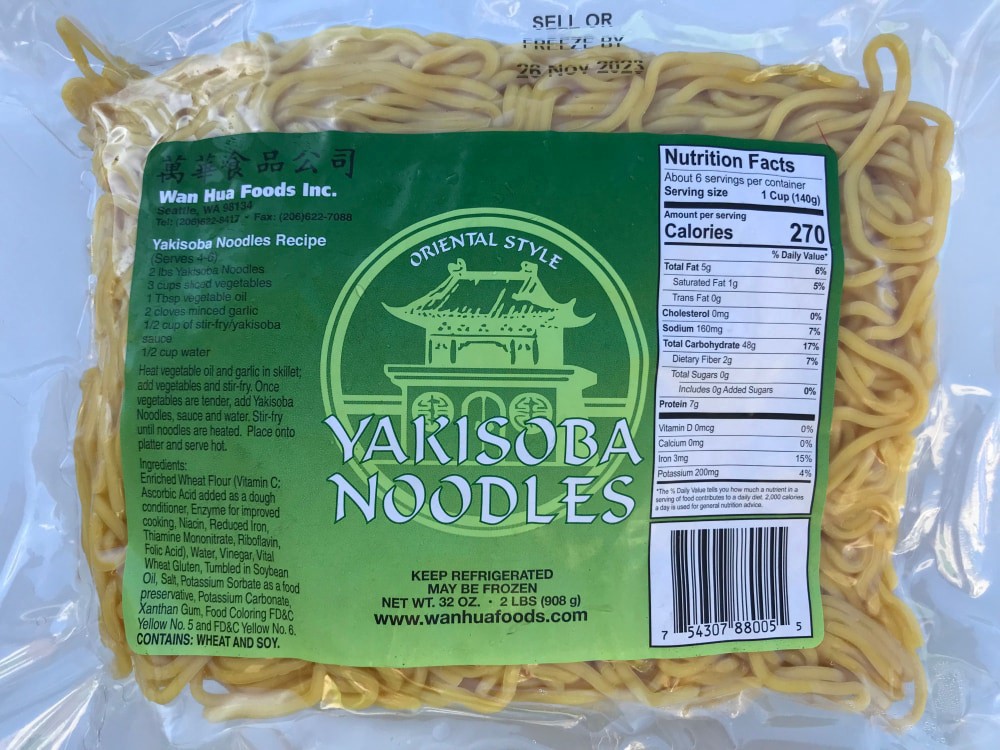 SELL OR
FREEZE BY
26 Nov 2023
萬華食品公司
Wan Hua Foods Inc.
Seattle, WA 98134
Tel: (206)622-8417 • Fax: (206)622-7088
Yakisoba Noodles Recipe
(Serves 4-6)
2 lbs Yakisoba Noodles
3 cups sliced vegetables
1 Tbsp vegetable oil
2 cloves minced garlic
1/2 cup of stir-fry/yakisoba
sauce
1/2 cup water
Heat vegetable oil and garlic in skillet;
add vegetables and stir-fry. Once
vegetables are tender, add Yakisoba
Noodles, sauce and water. Stir-fry
until noodles are heated. Place onto
platter and serve hot.
Ingredients:
Enriched Wheat Flour (Vitamin C:
Ascorbic Acid added as a dough
conditioner, Enzyme for improved
cooking, Niacin, Reduced Iron,
Thiamine Mononitrate, Riboflavin,
Folic Acid), Water, Vinegar, Vital
Wheat Gluten, Tumbled in Soybean
Oil, Salt, Potassium Sorbate as a food
preservative, Potassium Carbonate,
Xanthan Gum, Food Coloring FD&C
Yellow No. 5 and FD&C Yellow No. 6.
CONTAINS: WHEAT AND SOY.
ORIENTAL STYLE
YAKISOBA
NOODLES
KEEP REFRIGERATED
MAY BE FROZEN
NET WT. 32 OZ. • 2 LBS (908 g)
www.wanhuafoods.com
Nutrition Facts
About 6 servings per container
Serving size 1 Cup (140g)
Amount per serving
Calories 270
% Daily Value*
Total Fat 5g 6%
Saturated Fat 1g 5%
Trans Fat 0g
Cholesterol 0mg 0%
Sodium 160mg 7%
Total Carbohydrate 48g 17%
Dietary Fiber 2g 7%
Total Sugars 0g
Includes 0g Added Sugars 0%
Protein 7g
Vitamin D 0mcg 0%
Calcium 0mg 0%
Iron 3mg 15%
Potassium 200mg 4%
*The % Daily Value tells you how much a nutrient in a
serving of food contributes to a daily diet. 2,000 calories
a day is used for general nutrition advice.
7 54307 88005 5